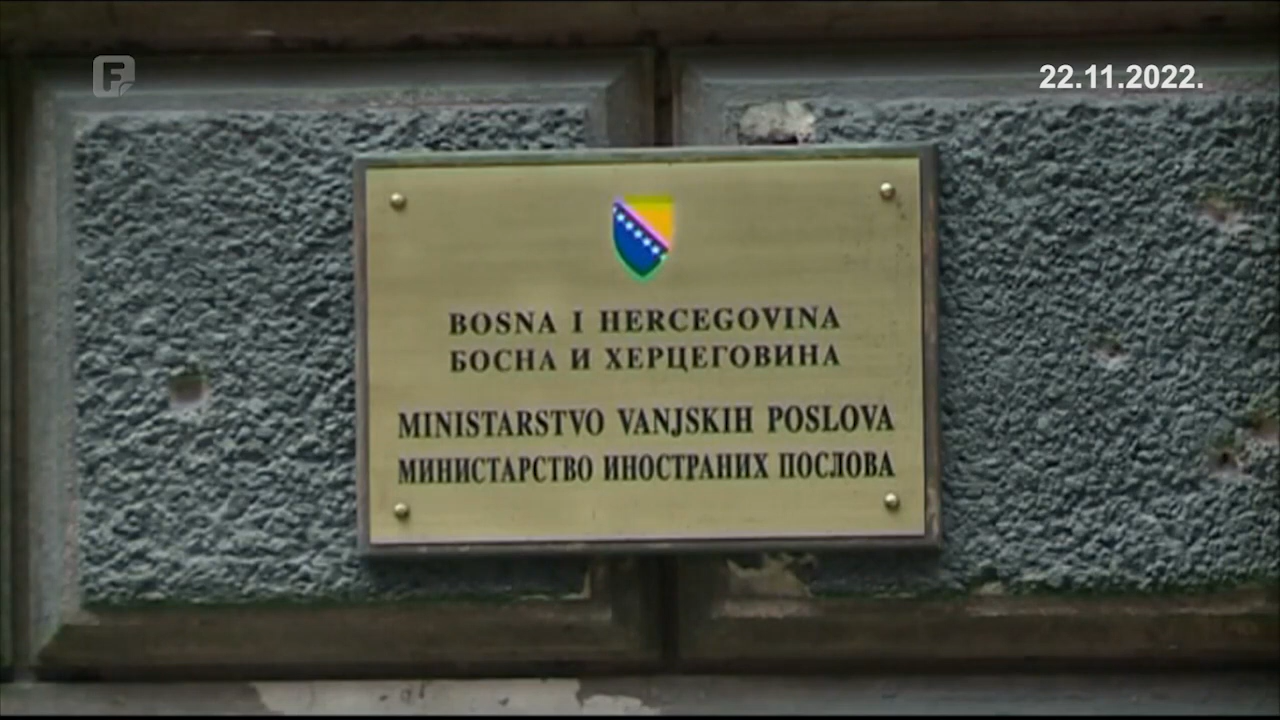 F
22.11.2022.
BOSNA I HERCEGOVINA
БОСНА И ХЕРЦЕГОВИНА
MINISTARSTVO VANJSKIH POSLOVA
МИНИСТАРСТВО ИНОСТРАНИХ ПОСЛОВА